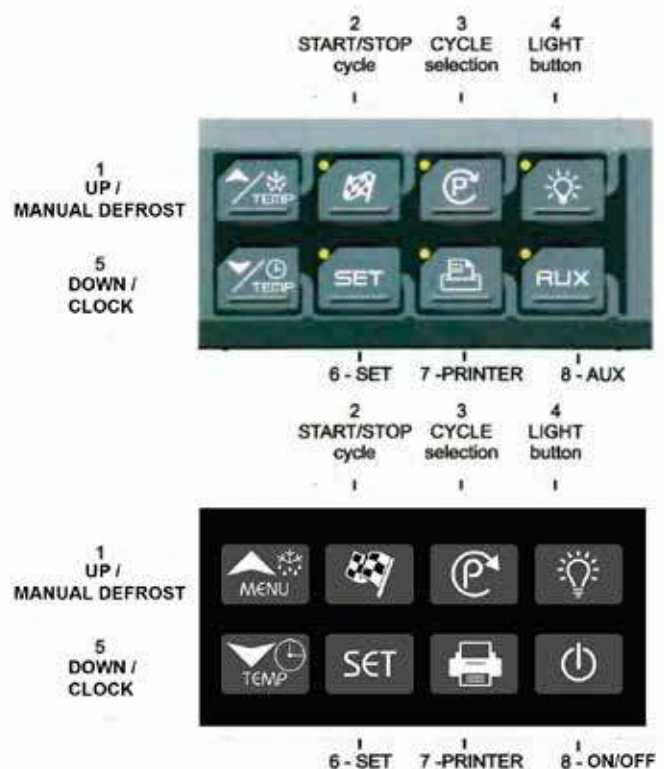 2 3 4
START/STOP CYCLE LIGHT
cycle selection button
1
UP /
MANUAL DEFROST
TEMP P
5
DOWN /
CLOCK
TEMP SET AUX
6 - SET 7 -PRINTER 8 - AUX
2 3 4
START/STOP CYCLE LIGHT
cycle selection button
1
UP /
MANUAL DEFROST
MENU P
5
DOWN /
CLOCK
TEMP SET
6 - SET 7 -PRINTER 8 - ON/OFF